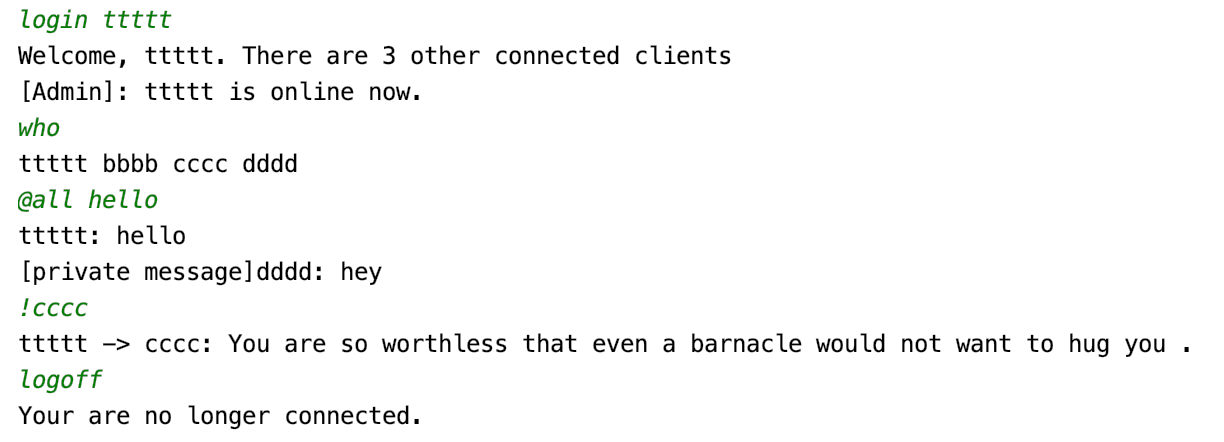 login ttttt
Welcome, ttttt. There are 3 other connected clients
[Admin]: ttttt is online now.
who
ttttt bbbb cccc dddd
@all hello
ttttt: hello
[private message]dddd: hey
!cccc
ttttt -> cccc: You are so worthless that even a barnacle would not want to hug you .
logoff
Your are no longer connected.